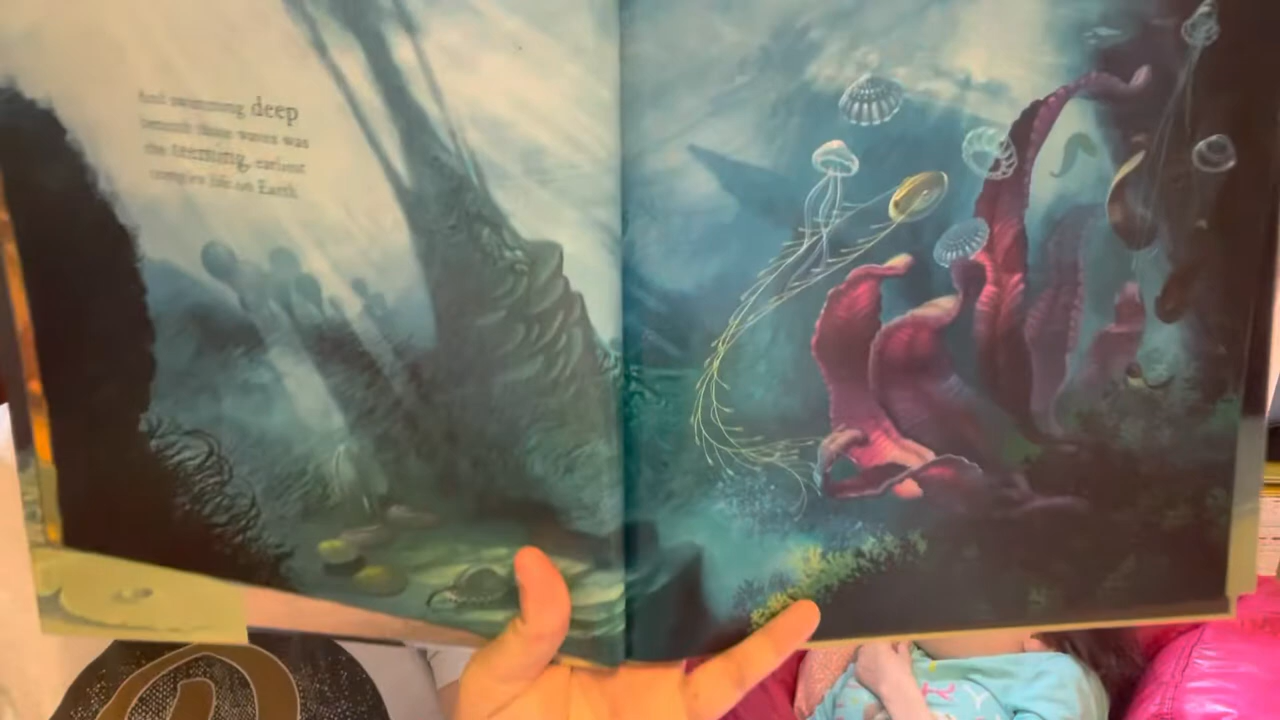 And swimming deep
beneath those waves was
the teeming, earliest
complex life on Earth.